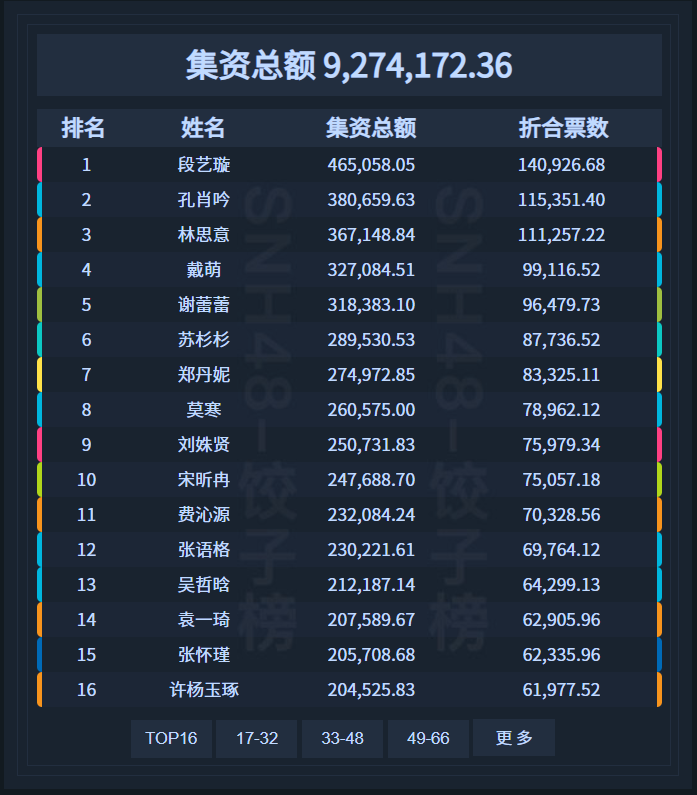 集资总额 9,274,172.36
排名 姓名 集资总额 折合票数
1 段艺璇 465,058.05 140,926.68
2 孔肖吟 380,659.63 115,351.40
3 林思意 367,148.84 111,257.22
4 戴萌 327,084.51 99,116.52
5 谢蕾蕾 318,383.10 96,479.73
6 苏杉杉 289,530.53 87,736.52
7 郑丹妮 274,972.85 83,325.11
8 莫寒 260,575.00 78,962.12
9 刘姝贤 250,731.83 75,979.34
10 宋昕冉 247,688.70 75,057.18
11 费沁源 232,084.24 70,328.56
12 张语格 230,221.61 69,764.12
13 吴哲晗 212,187.14 64,299.13
14 袁一琦 207,589.67 62,905.96
15 张怀瑾 205,708.68 62,335.96
16 许杨玉琢 204,525.83 61,977.52
SNH48-饺子榜
SNH48-饺子榜
TOP16 17-32 33-48 49-66 更多